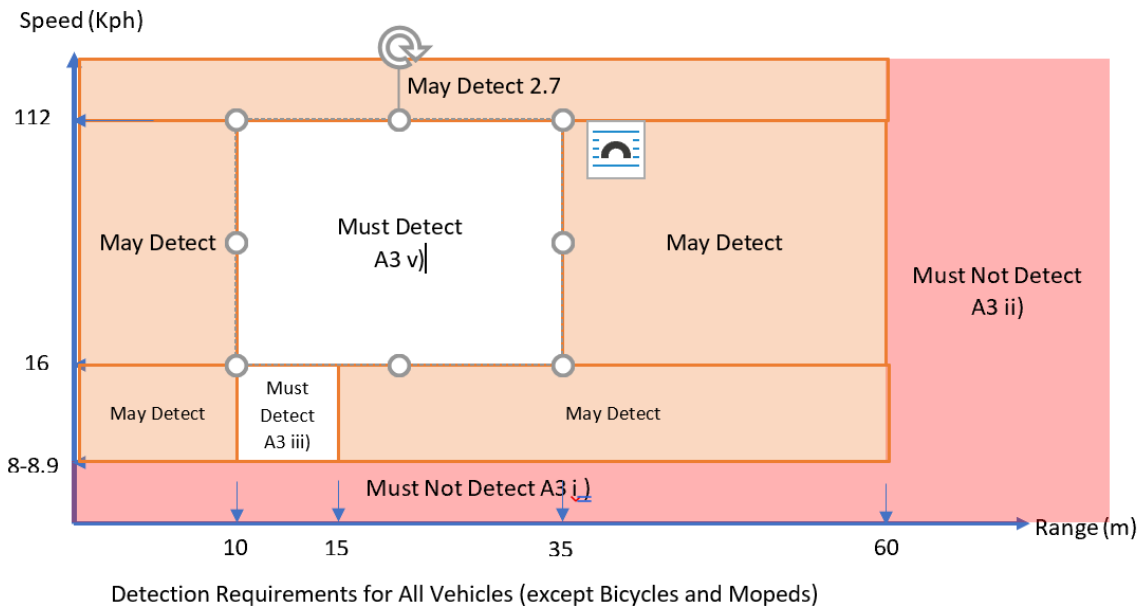 Speed (Kph)
May Detect 2.7
112
May Detect
Must Detect
A3 v)
May Detect
Must Not Detect
A3 ii)
16
May Detect
Must
Detect
A3 iii)
May Detect
8-8.9
Must Not Detect A3 i )
Range (m)
10
15
35
60
Detection Requirements for All Vehicles (except Bicycles and Mopeds)